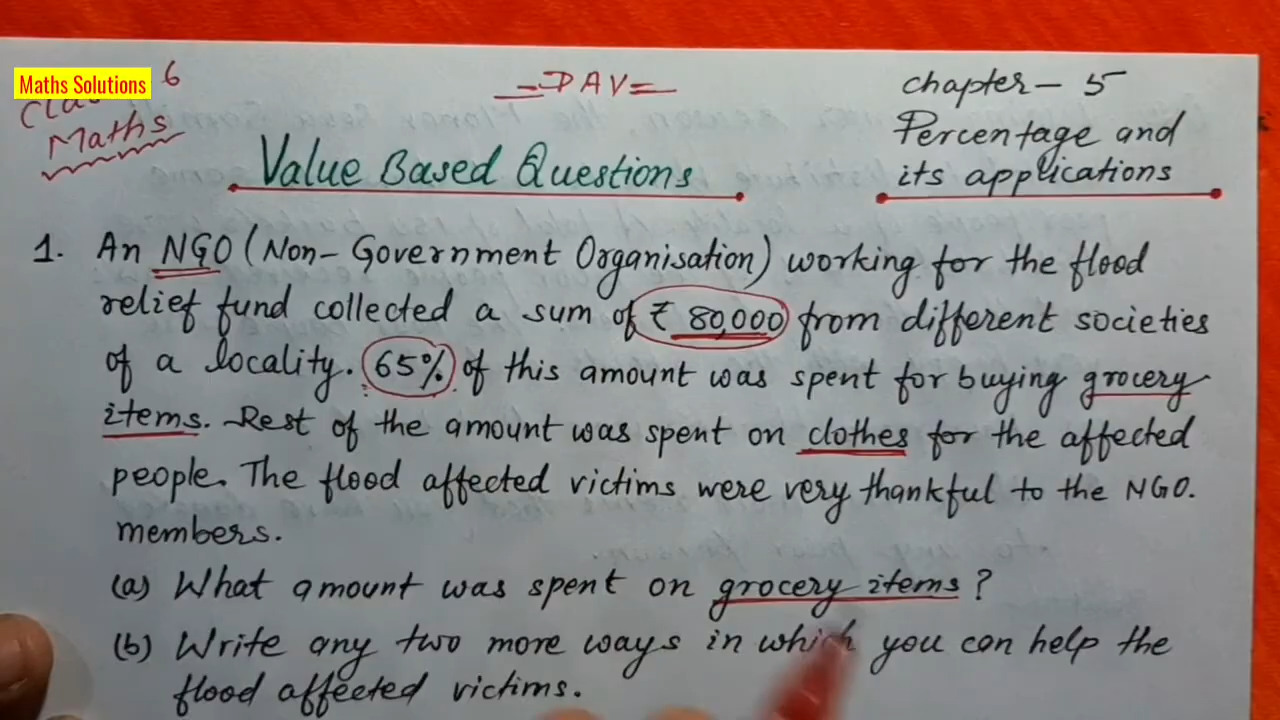 Maths Solutions
6
Maths
=DAV=
chapter - 5
Percentage and
its applications
Value Based Questions
1. An NGO (Non-Government Organisation) working for the flood
relief fund collected a sum of ₹ 80,000 from different societies
of a locality. 65% of this amount was spent for buying grocery
items. Rest of the amount was spent on clothes for the affected
people. The flood affected victims were very thankful to the NGO.
members.
(a) What amount was spent on grocery items?
(b) Write any two more ways in which you can help the
flood affected victims.